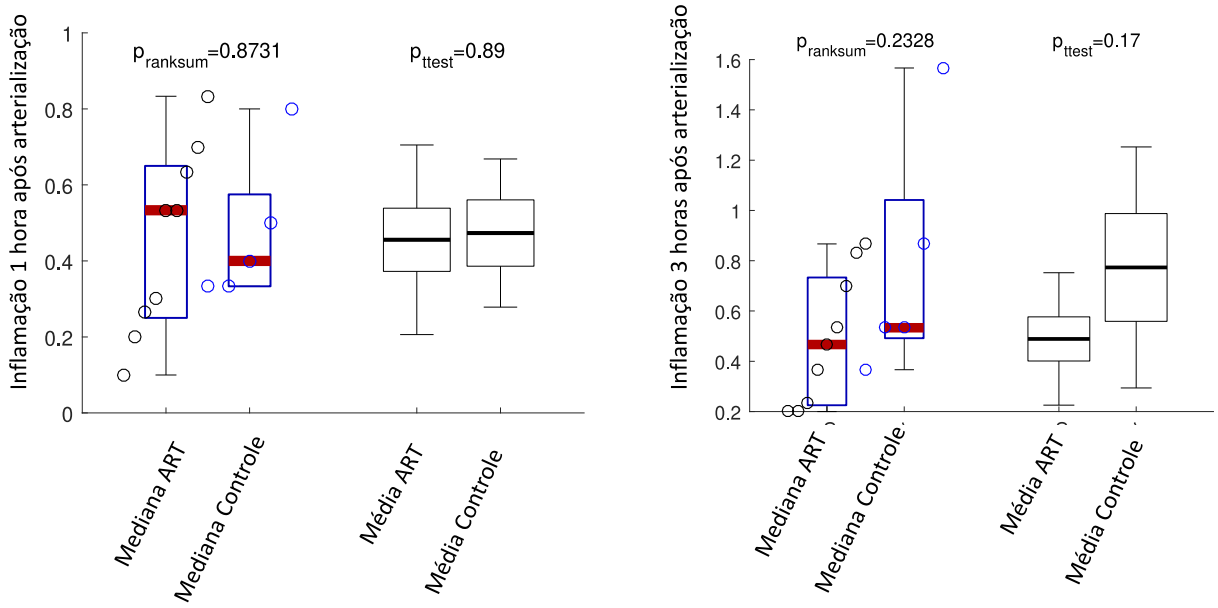 Inflamação 1 hora após arterialização
p_ranksum=0.8731
p_ttest=0.89
1
0.8
0.6
0.4
0.2
0
Mediana ART
Mediana Controle
Média ART
Média Controle
Inflamação 3 horas após arterialização
p_ranksum=0.2328
p_ttest=0.17
1.6
1.4
1.2
1
0.8
0.6
0.4
0.2
Mediana ART
Mediana Controle
Média ART
Média Controle